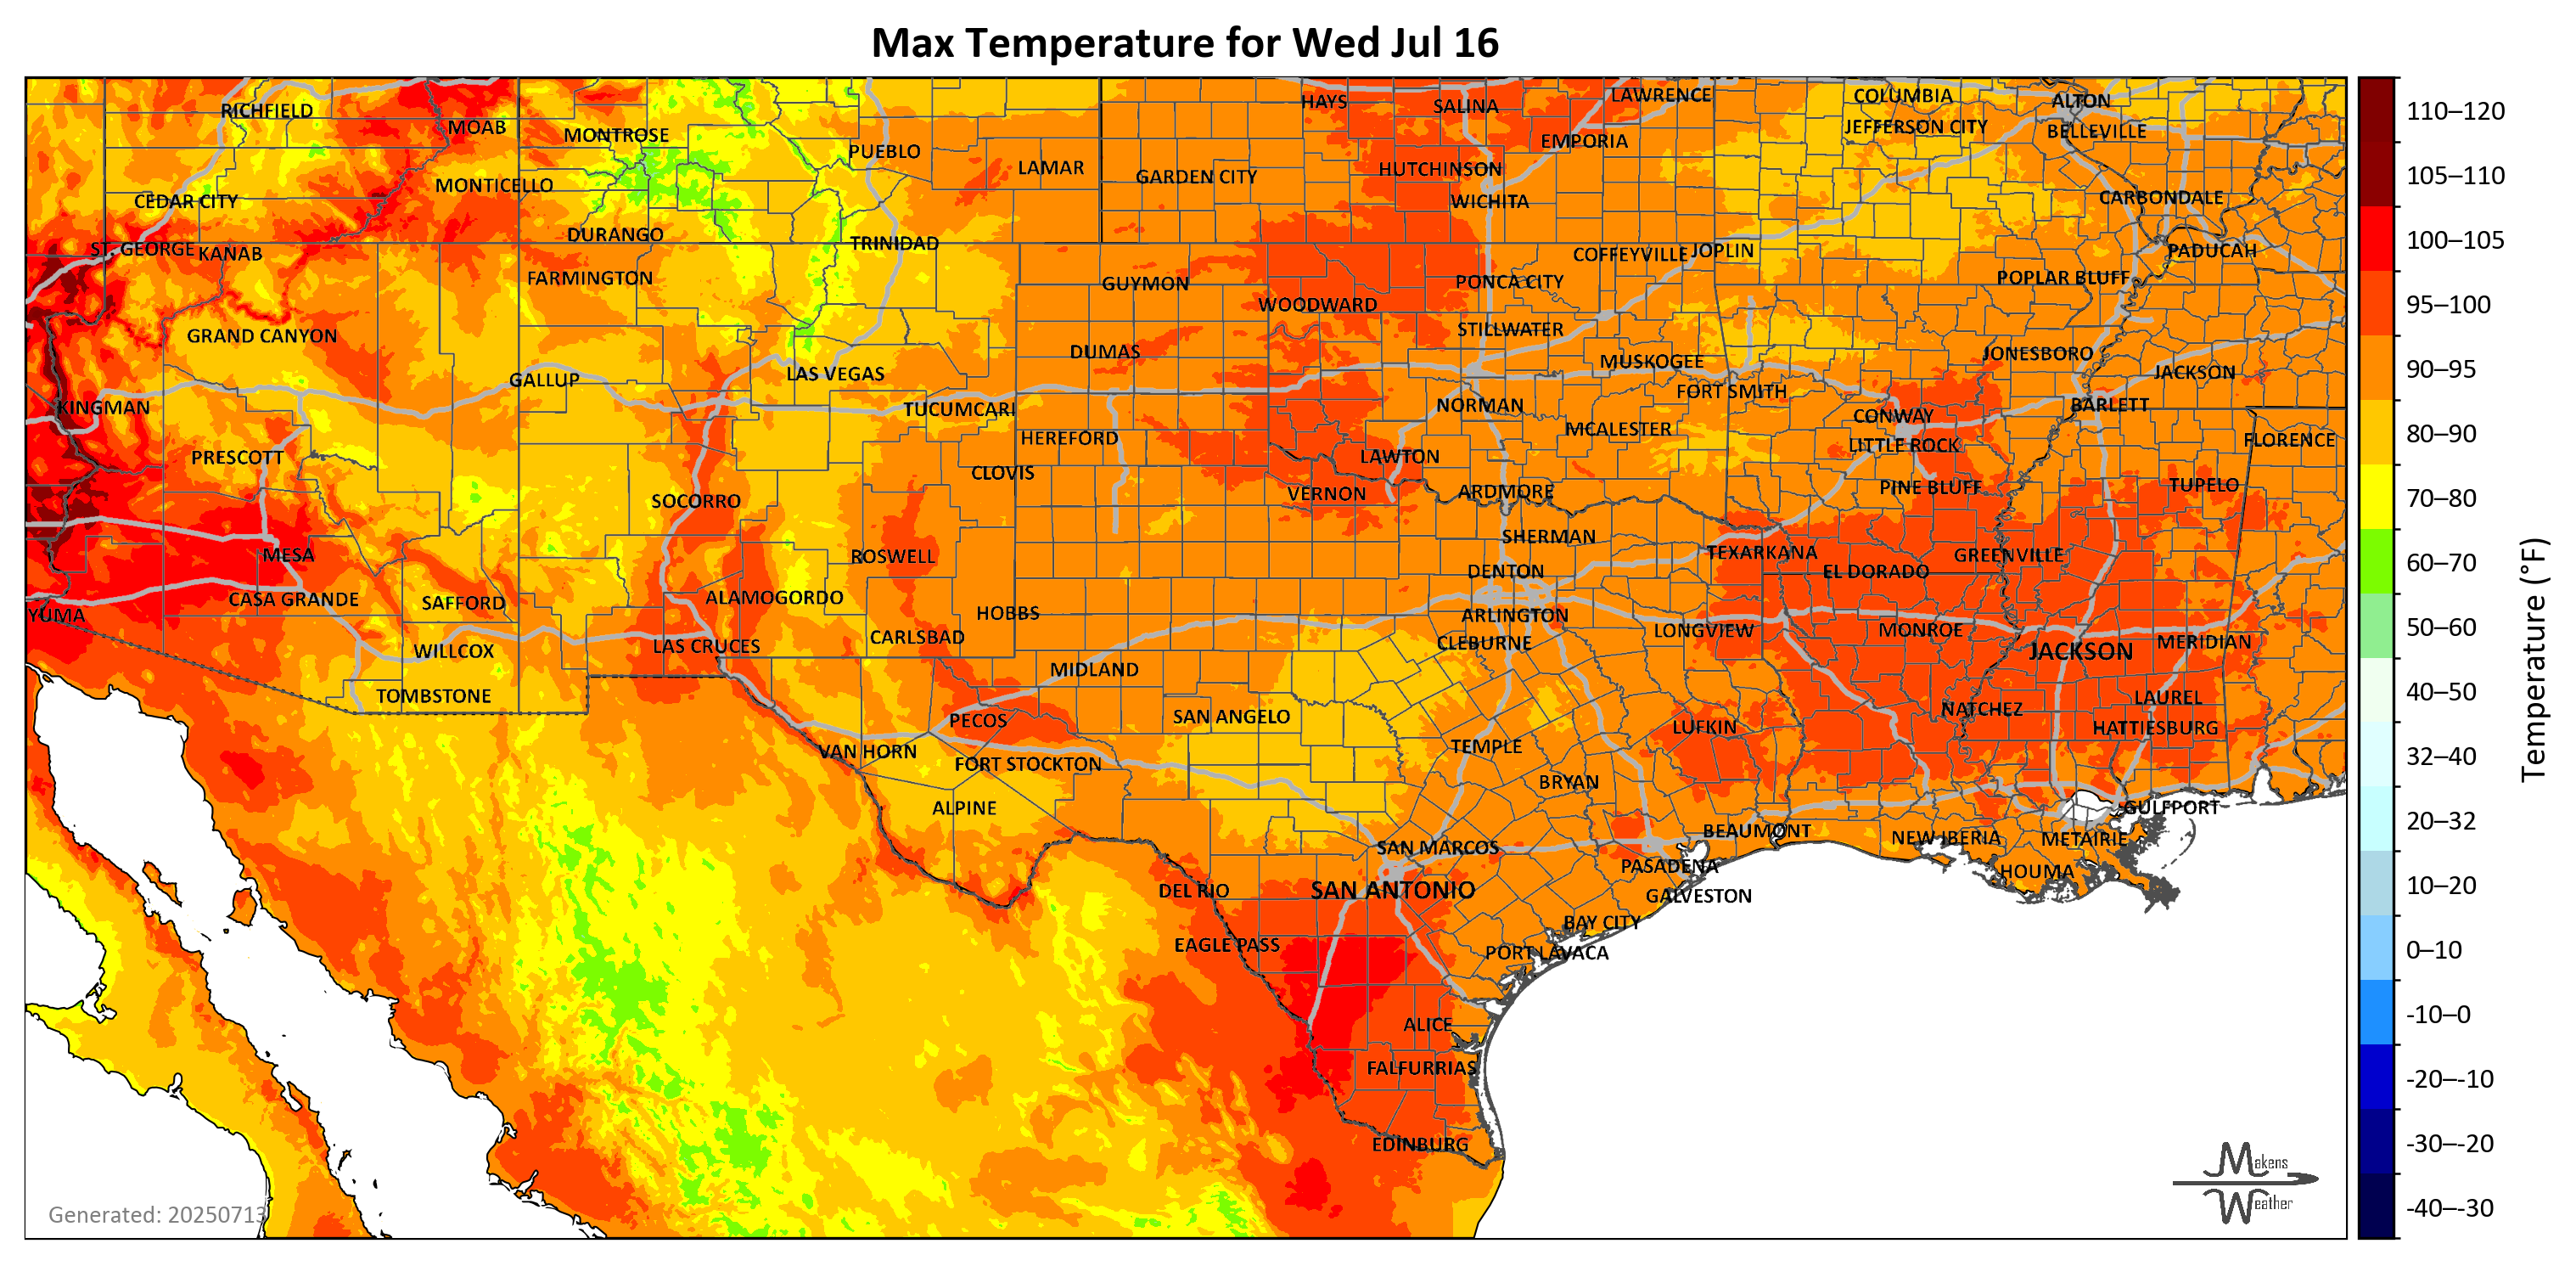 Max Temperature for Wed Jul 16
RICHFIELD
MOAB
MONTROSE
PUEBLO
LAMAR
GARDEN CITY
HAYS
SALINA
LAWRENCE
EMPORIA
HUTCHINSON
WICHITA
COLUMBIA
JEFFERSON CITY
ALTON
BELLEVILLE
CARBONDALE
CEDAR CITY
MONTICELLO
ST. GEORGE
KANAB
DURANGO
TRINIDAD
FARMINGTON
GUYMON
WOODWARD
PONCA CITY
COFFEYVILLE
JOPLIN
POPLAR BLUFF
PADUCAH
GRAND CANYON
DUMAS
STILLWATER
MUSKOGEE
JONESBORO
JACKSON
GALLUP
LAS VEGAS
FORT SMITH
KINGMAN
TUCUMCARI
NORMAN
CONWAY
BARLETT
HEREFORD
MCALESTER
LITTLE ROCK
FLORENCE
PRESCOTT
CLOVIS
LAWTON
SOCORRO
VERNON
ARDMORE
PINE BLUFF
TUPELO
MESA
ROSWELL
SHERMAN
TEXARKANA
GREENVILLE
DENTON
EL DORADO
YUMA
CASA GRANDE
SAFFORD
ALAMOGORDO
HOBBS
ARLINGTON
WILLCOX
LAS CRUCES
CARLSBAD
CLEBURNE
LONGVIEW
MONROE
JACKSON
MERIDIAN
TOMBSTONE
MIDLAND
PECOS
SAN ANGELO
LUFKIN
NATCHEZ
LAUREL
HATTIESBURG
VAN HORN
FORT STOCKTON
TEMPLE
BRYAN
ALPINE
GULFPORT
SAN MARCOS
BEAUMONT
NEW IBERIA
METAIRIE
DEL RIO
SAN ANTONIO
PASADENA
GALVESTON
HOUMA
EAGLE PASS
BAY CITY
PORT LAVACA
ALICE
FALFURRIAS
EDINBURG
Generated: 20250713
Makens
Weather
110–120
105–110
100–105
95–100
90–95
80–90
70–80
60–70
50–60
40–50
32–40
20–32
10–20
0–10
-10–0
-20–-10
-30–-20
-40–-30
Temperature (°F)